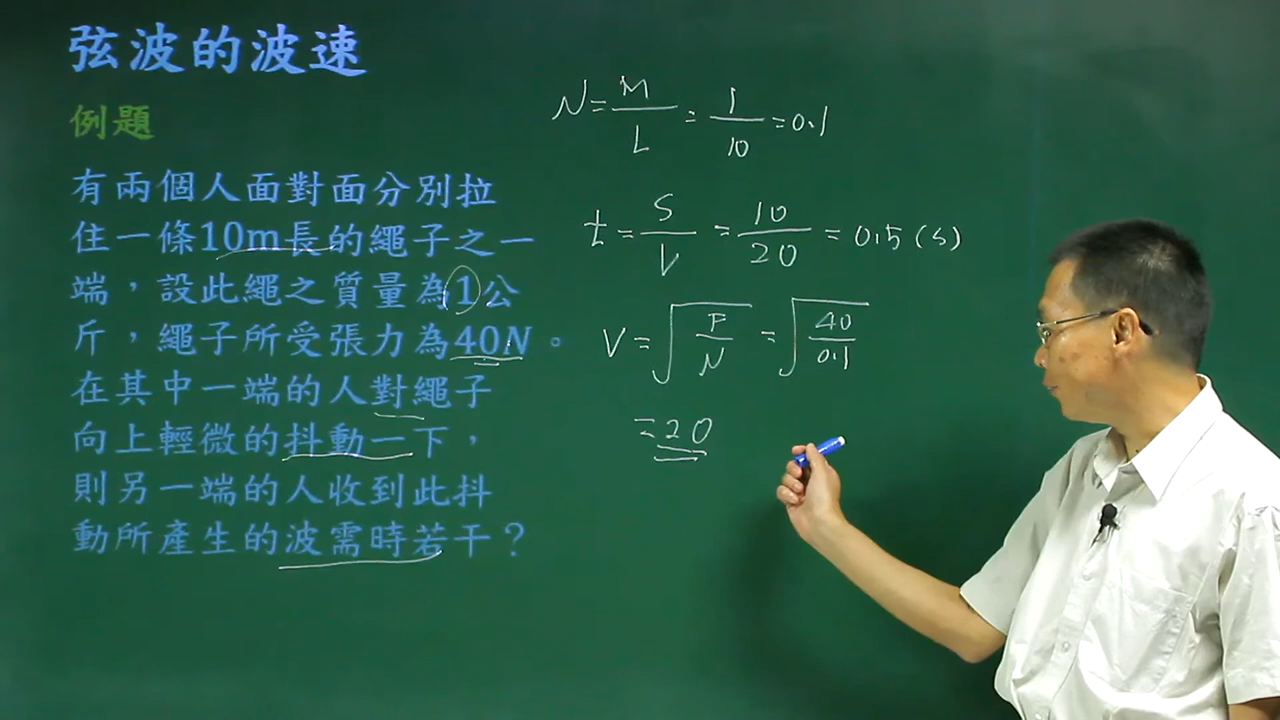 弦波的波速
例題
有兩個人面對面分別拉
住一條10m長的繩子之一
端，設此繩之質量為1公
斤，繩子所受張力為40N。
在其中一端的人對繩子
向上輕微的抖動一下，
則另一端的人收到此抖
動所產生的波需時若干？
N=M/L=1/10=0.1
t=S/V=10/20=0.5(s)
V=√(F/N)=√(40/0.1)
=20